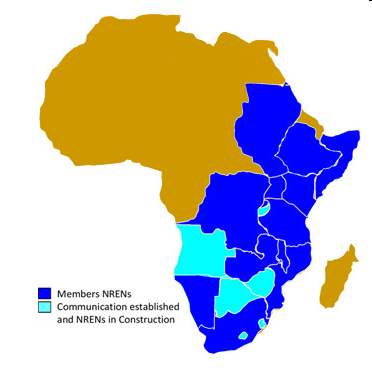 Members NRENs
Communication established
and NRENs in Construction